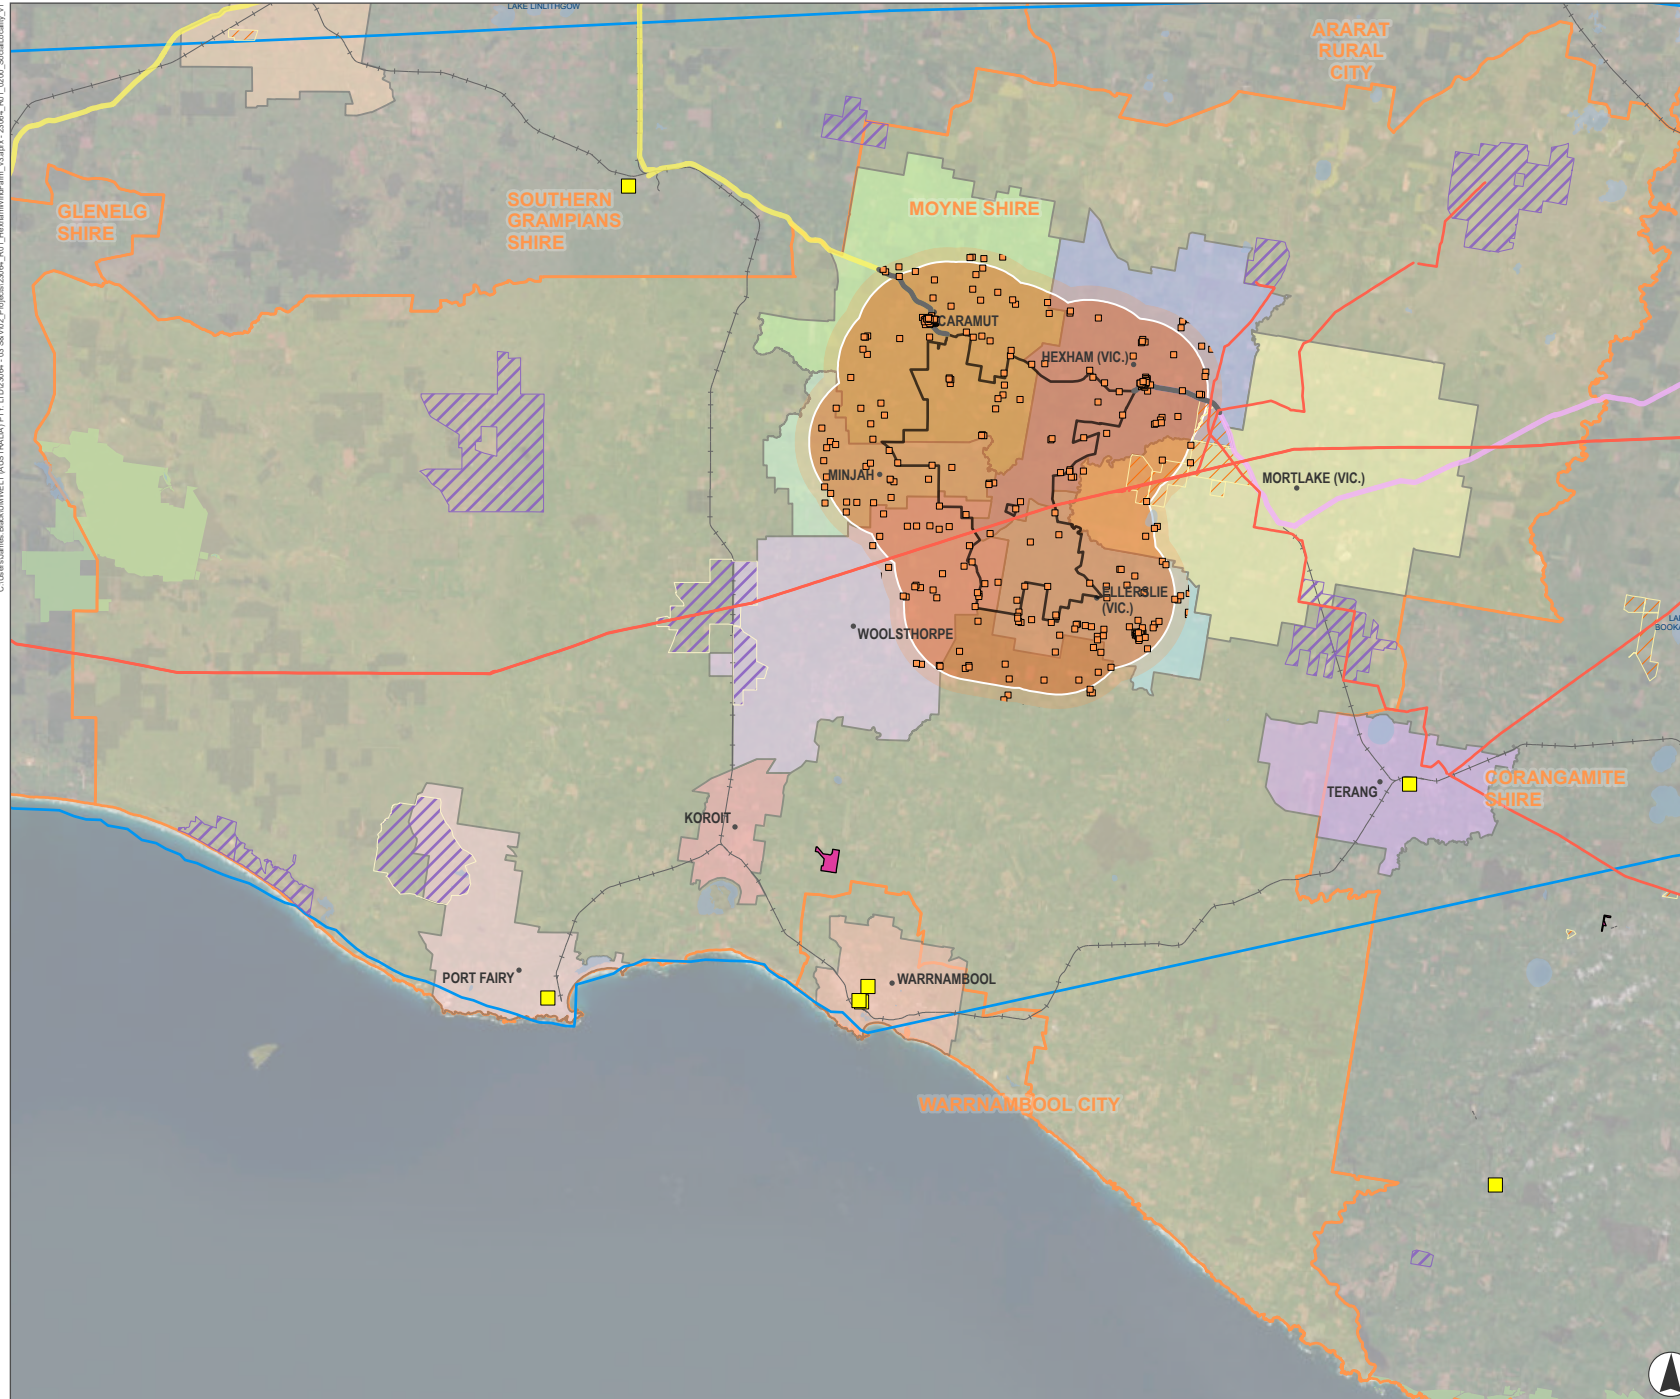 LAKE LINLITHGOW
ARARAT
RURAL
CITY
GLENELG
SHIRE
SOUTHERN
GRAMPIANS
SHIRE
MOYNE SHIRE
CARAMUT
HEXHAM (VIC.)
MINJAH
MORTLAKE (VIC.)
ELLERSLIE
(VIC.)
WOOLSTHORPE
TERANG
CORANGAMITE
SHIRE
KOROIT
PORT FAIRY
WARRNAMBOOL
WARRNAMBOOL CITY